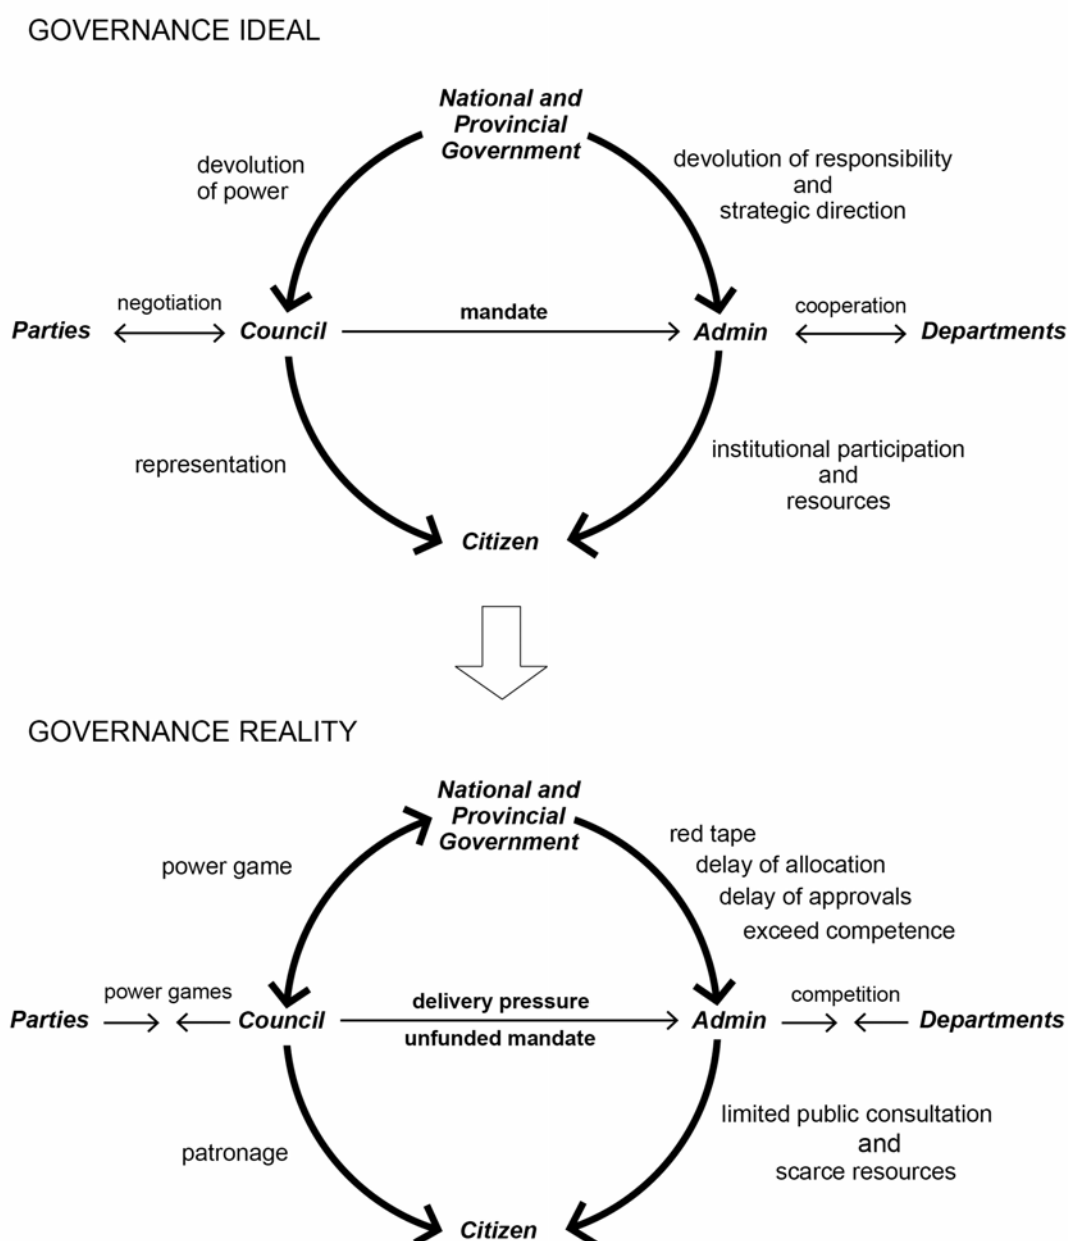 GOVERNANCE IDEAL
National and
Provincial
Government
devolution
of power
devolution of responsibility
and
strategic direction
negotiation
mandate
cooperation
Parties
Council
Admin
Departments
representation
institutional participation
and
resources
Citizen
GOVERNANCE REALITY
National and
Provincial
Government
power game
red tape
delay of allocation
delay of approvals
exceed competence
power games
delivery pressure
competition
Parties
Council
Admin
Departments
unfunded mandate
patronage
limited public consultation
and
scarce resources
Citizen